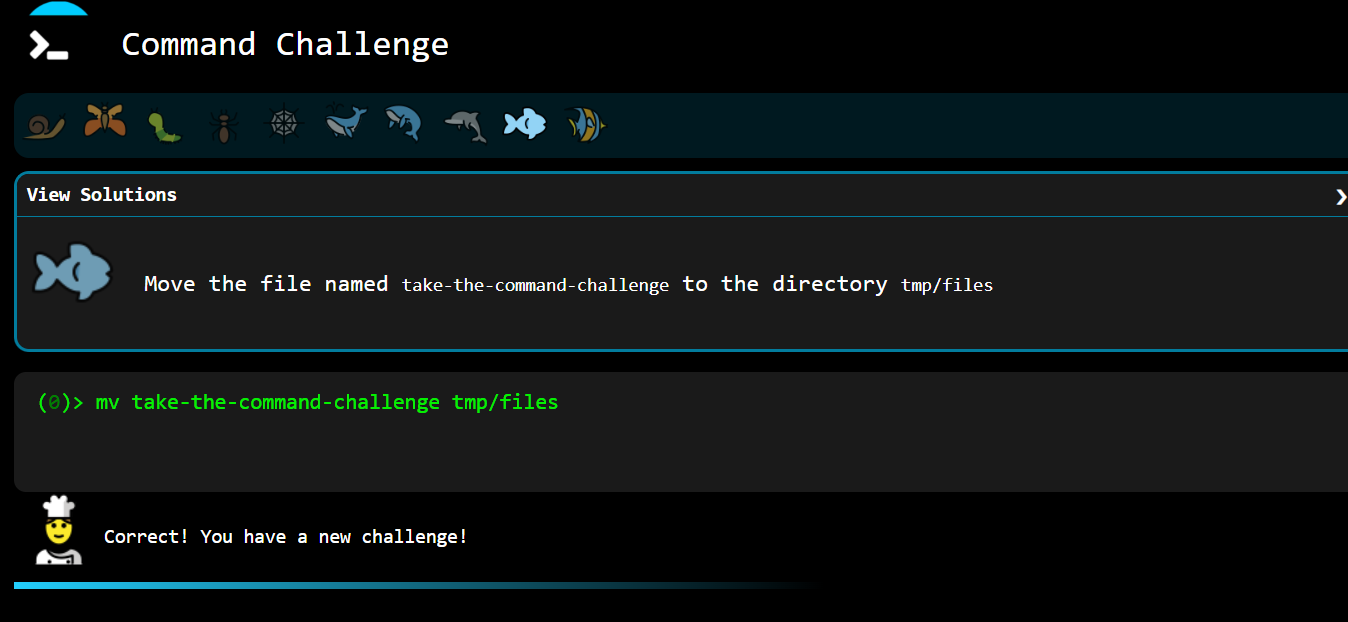 Command Challenge
View Solutions
Move the file named take-the-command-challenge to the directory tmp/files
(0)> mv take-the-command-challenge tmp/files
Correct! You have a new challenge!